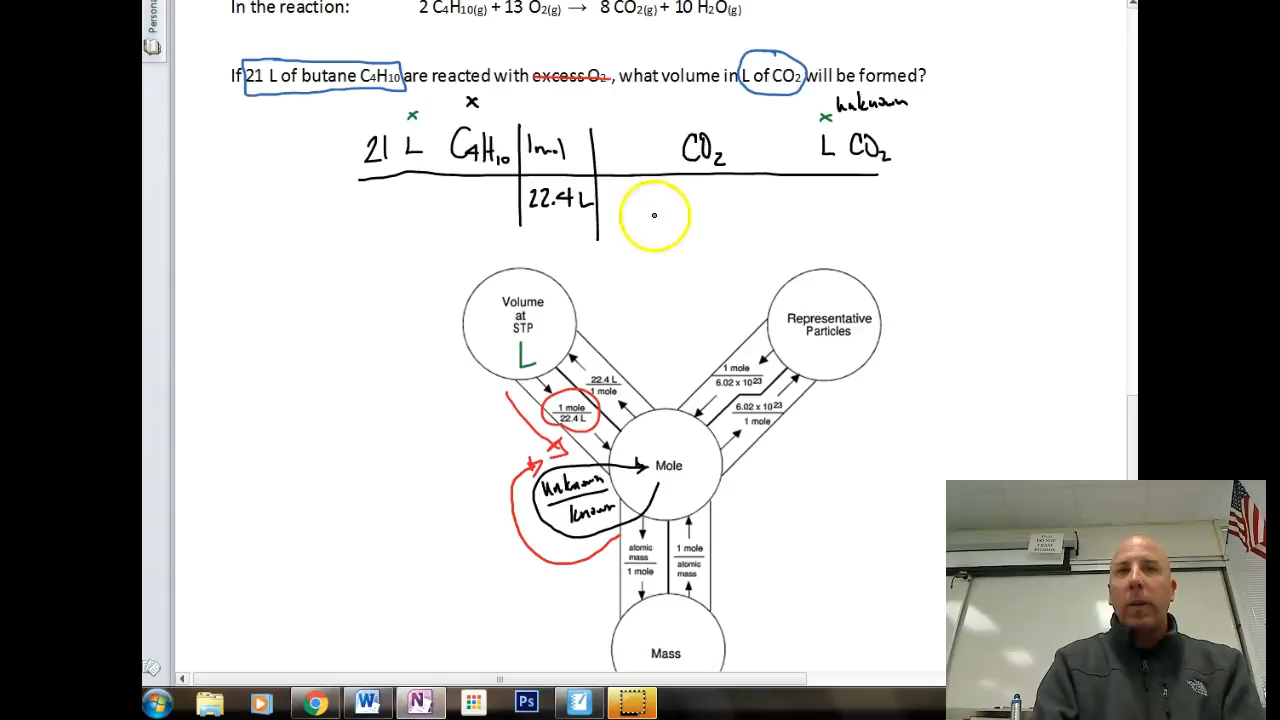 Persona
In the reaction: 2 C4H10(g) + 13 O2(g) → 8 CO2(g) + 10 H2O(g)
If 21 L of butane C4H10 are reacted with excess O2 , what volume in L of CO2 will be formed?
x x x unknown
21 L C4H10 1mol CO2 L CO2
22.4 L
Volume
at
STP
L
Representative
Particles
22.4 L
1 mole
1 mole
22.4 L
1 mole
6.02 x 10 23
6.02 x 10 23
1 mole
Mole
unknown
known
atomic
mass
1 mole
1 mole
atomic
mass
Mass
Ps